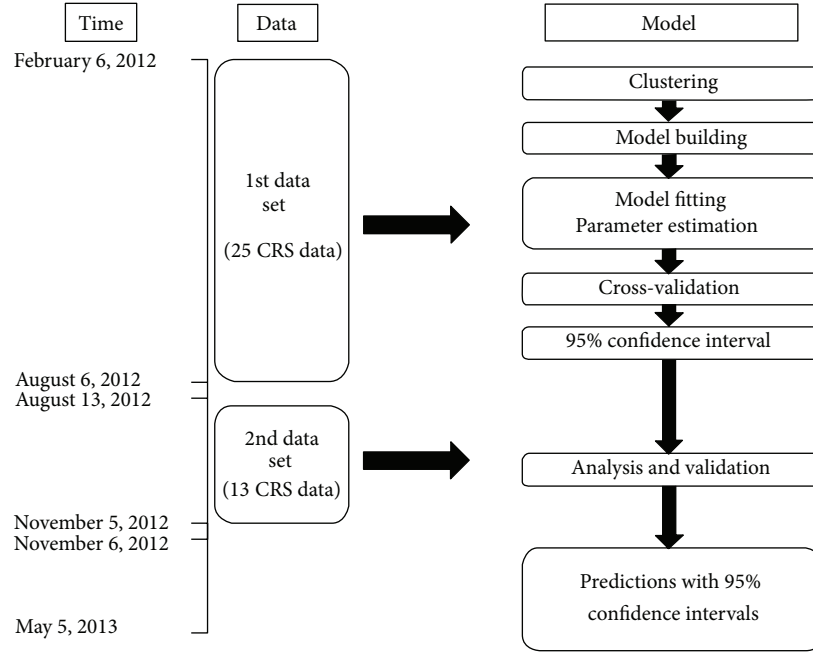 Time
Data
Model
February 6, 2012
August 6, 2012
August 13, 2012
November 5, 2012
November 6, 2012
May 5, 2013
1st data
set
(25 CRS data)
2nd data
set
(13 CRS data)
Clustering
Model building
Model fitting
Parameter estimation
Cross-validation
95% confidence interval
Analysis and validation
Predictions with 95%
confidence intervals